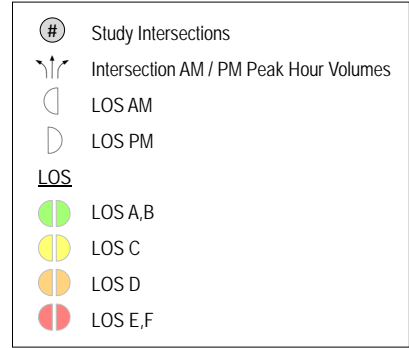 # Study Intersections
Intersection AM / PM Peak Hour Volumes
LOS AM
LOS PM
LOS
LOS A,B
LOS C
LOS D
LOS E,F